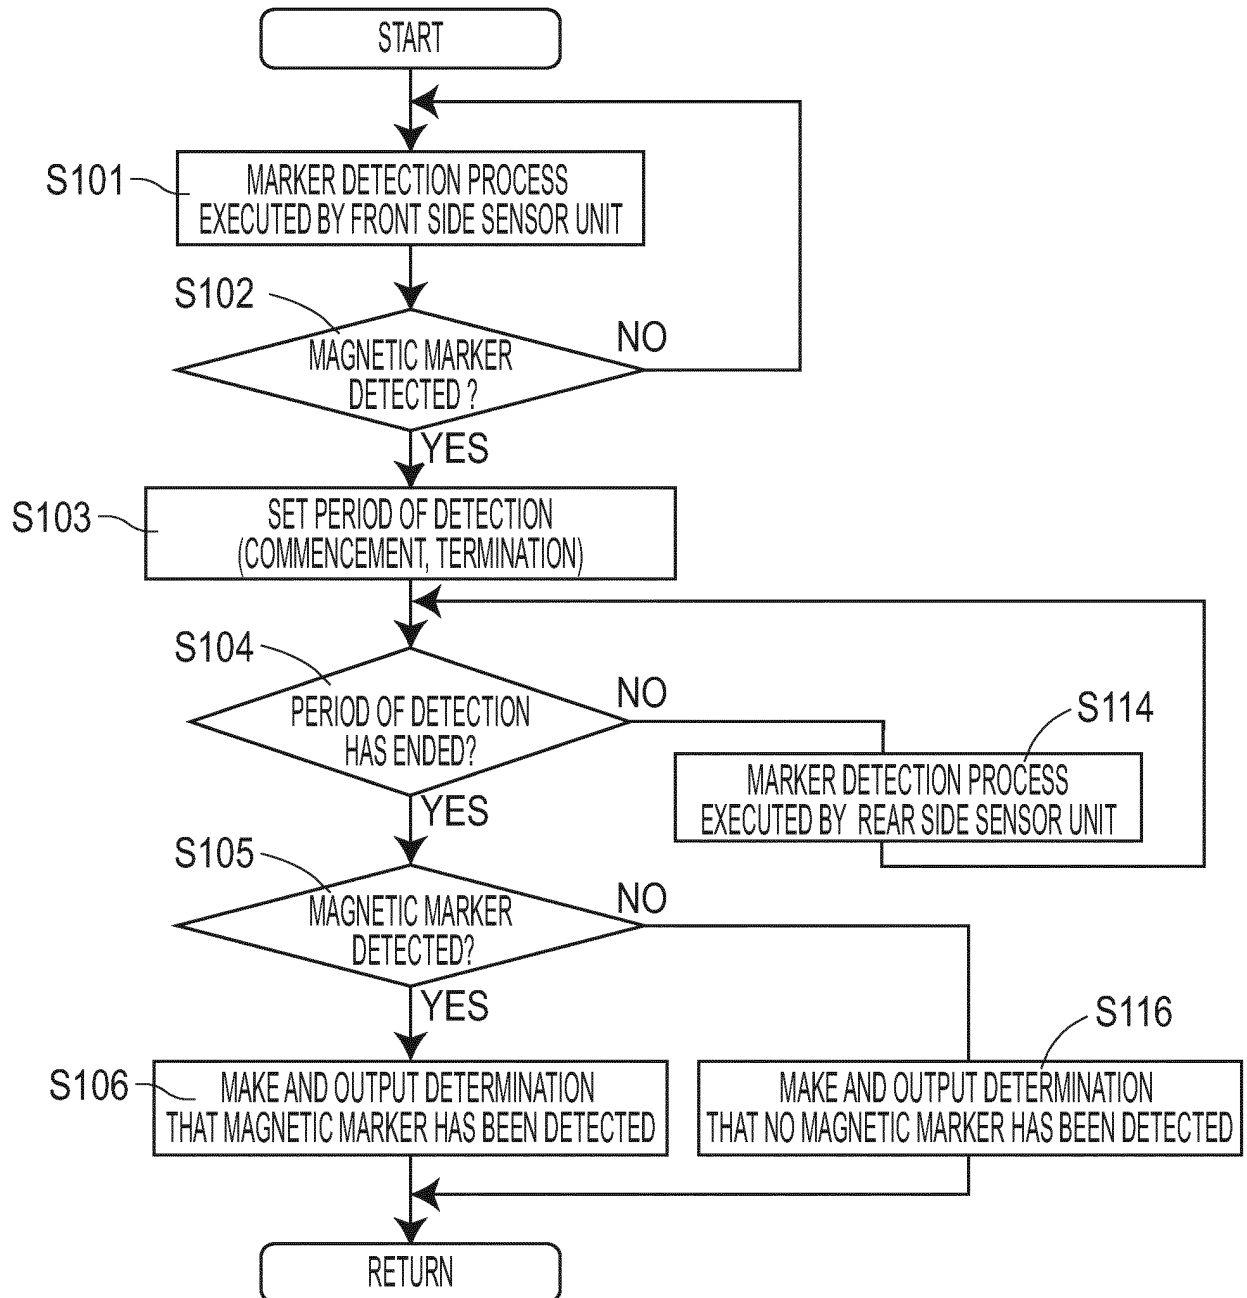 START
S101
MARKER DETECTION PROCESS
EXECUTED BY FRONT SIDE SENSOR UNIT
S102
MAGNETIC MARKER
DETECTED ?
NO
YES
S103
SET PERIOD OF DETECTION
(COMMENCEMENT, TERMINATION)
S104
PERIOD OF DETECTION
HAS ENDED?
NO
S114
MARKER DETECTION PROCESS
EXECUTED BY REAR SIDE SENSOR UNIT
YES
S105
MAGNETIC MARKER
DETECTED?
NO
YES
S106
MAKE AND OUTPUT DETERMINATION
THAT MAGNETIC MARKER HAS BEEN DETECTED
S116
MAKE AND OUTPUT DETERMINATION
THAT NO MAGNETIC MARKER HAS BEEN DETECTED
RETURN